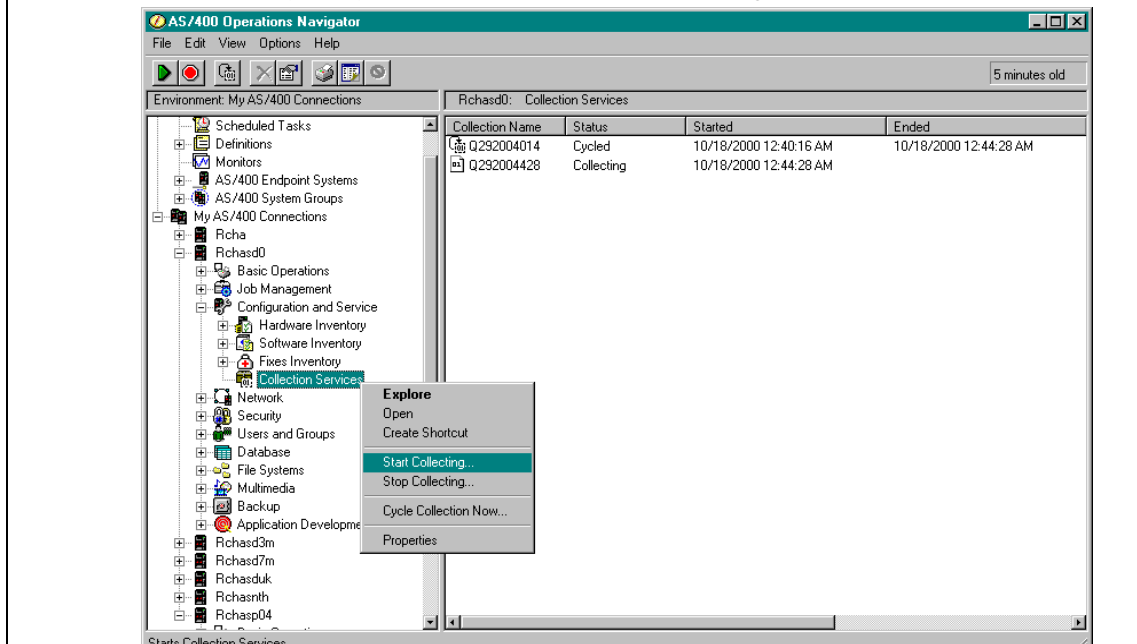 AS/400 Operations Navigator
File Edit View Options Help
5 minutes old
Environment: My AS/400 Connections
Rchasd0: Collection Services
Scheduled Tasks
Definitions
Monitors
AS/400 Endpoint Systems
AS/400 System Groups
My AS/400 Connections
Rcha
Rchasd0
Basic Operations
Job Management
Configuration and Service
Hardware Inventory
Software Inventory
Fixes Inventory
Collection Services
Network
Security
Users and Groups
Database
File Systems
Multimedia
Backup
Application Developme
Rchasd3m
Rchasd7m
Rchasduk
Rchasnth
Rchasp04
Collection Name Status Started Ended
Q292004014 Cycled 10/18/2000 12:40:16 AM 10/18/2000 12:44:28 AM
Q292004428 Collecting 10/18/2000 12:44:28 AM
Explore
Open
Create Shortcut
Start Collecting...
Stop Collecting...
Cycle Collection Now...
Properties
Starts Collection Services